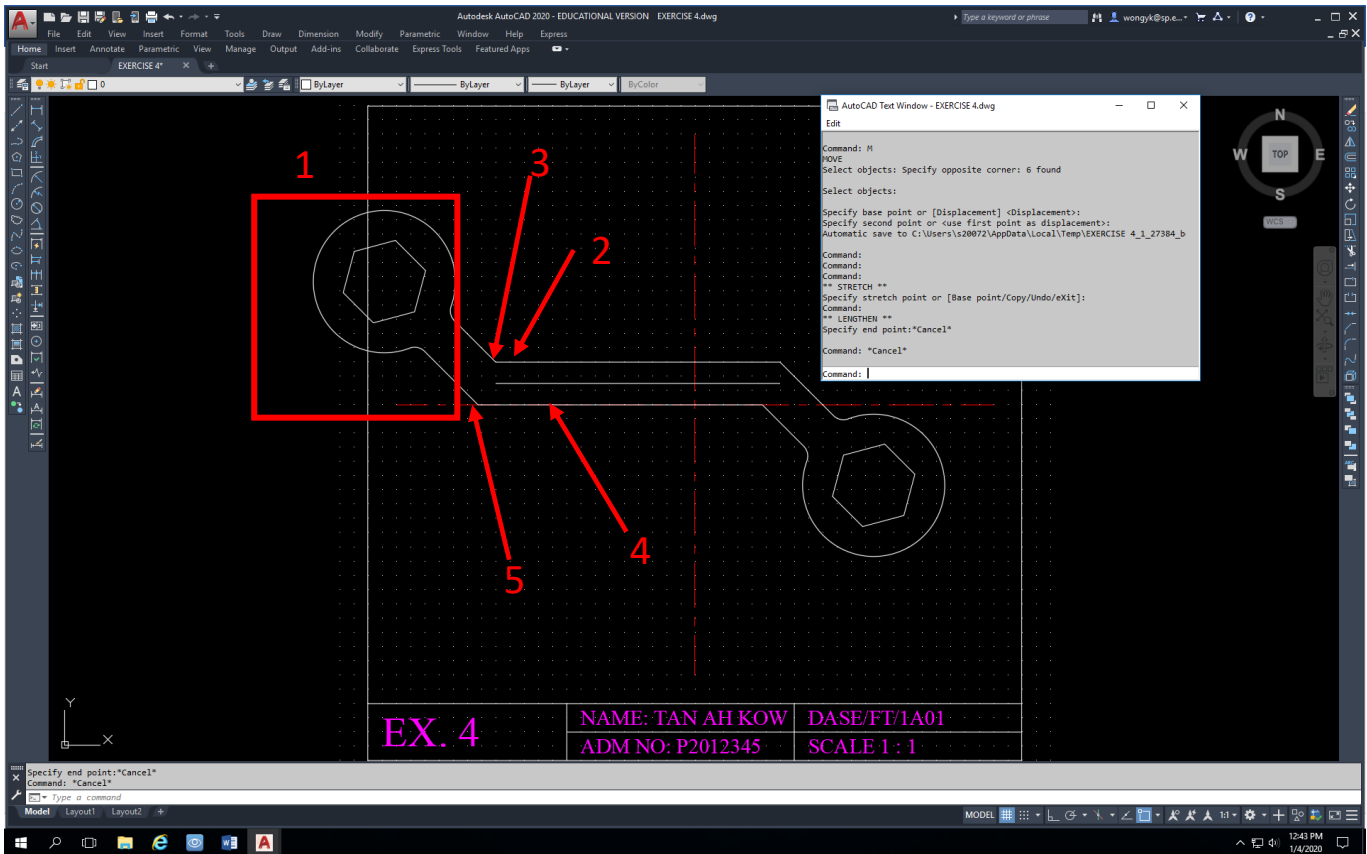 Autodesk AutoCAD 2020 - EDUCATIONAL VERSION EXERCISE 4.dwg
Type a keyword or phrase
wongyk@sp.e...
File Edit View Insert Format Tools Draw Dimension Modify Parametric Window Help Express
Home Insert Annotate Parametric View Manage Output Add-ins Collaborate Express Tools Featured Apps
Start EXERCISE 4*
0 ByLayer ByLayer ByLayer ByColor
AutoCAD Text Window - EXERCISE 4.dwg
Edit
Command: M
MOVE
Select objects: Specify opposite corner: 6 found
Select objects:
Specify base point or [Displacement] <Displacement>:
Specify second point or <use first point as displacement>:
Automatic save to C:\Users\s20072\AppData\Local\Temp\EXERCISE 4_1_27384_b
Command:
Command:
Command:
** STRETCH **
Specify stretch point or [Base point/Copy/Undo/eXit]:
Command:
** LENGTHEN **
Specify end point:*Cancel*
Command: *Cancel*
Command:
N
W TOP E
S
WCS
1
3
2
4
5
Y
X
EX. 4
NAME: TAN AH KOW DASE/FT/1A01
ADM NO: P2012345 SCALE 1 : 1
Specify end point:*Cancel*
Command: *Cancel*
Type a command
Model Layout1 Layout2 +
MODEL 1:1
12:43 PM
1/4/2020